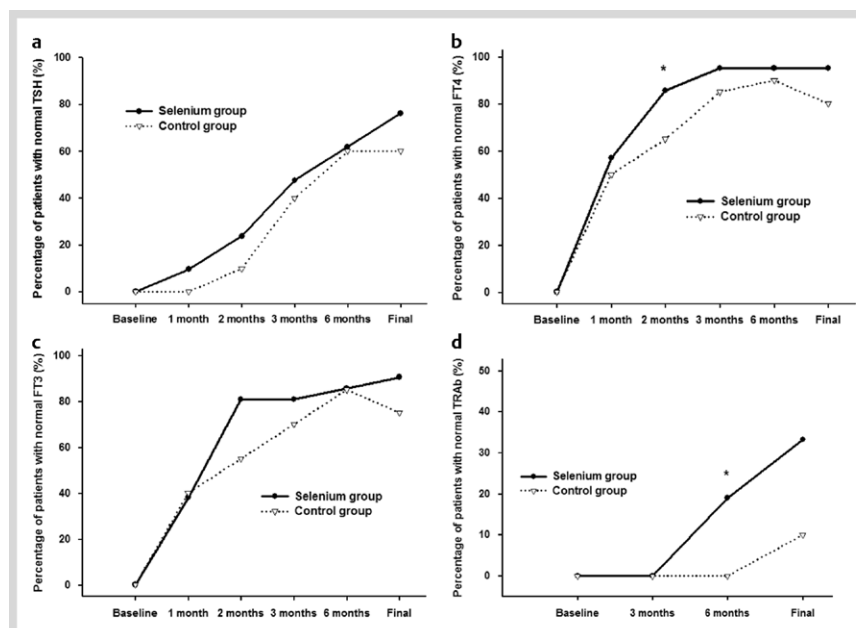 a
Percentage of patients with normal TSH (%)
100
80
60
40
20
0
Selenium group
Control group
Baseline 1 month 2 months 3 months 6 months Final
b
Percentage of patients with normal FT4 (%)
100
80
60
40
20
0
*
Selenium group
Control group
Baseline 1 month 2 months 3 months 6 months Final
c
Percentage of patients with normal FT3 (%)
100
80
60
40
20
0
Selenium group
Control group
Baseline 1 month 2 months 3 months 6 months Final
d
Percentage of patients with normal TRAb (%)
50
40
30
20
10
0
*
Selenium group
Control group
Baseline 3 months 6 months Final